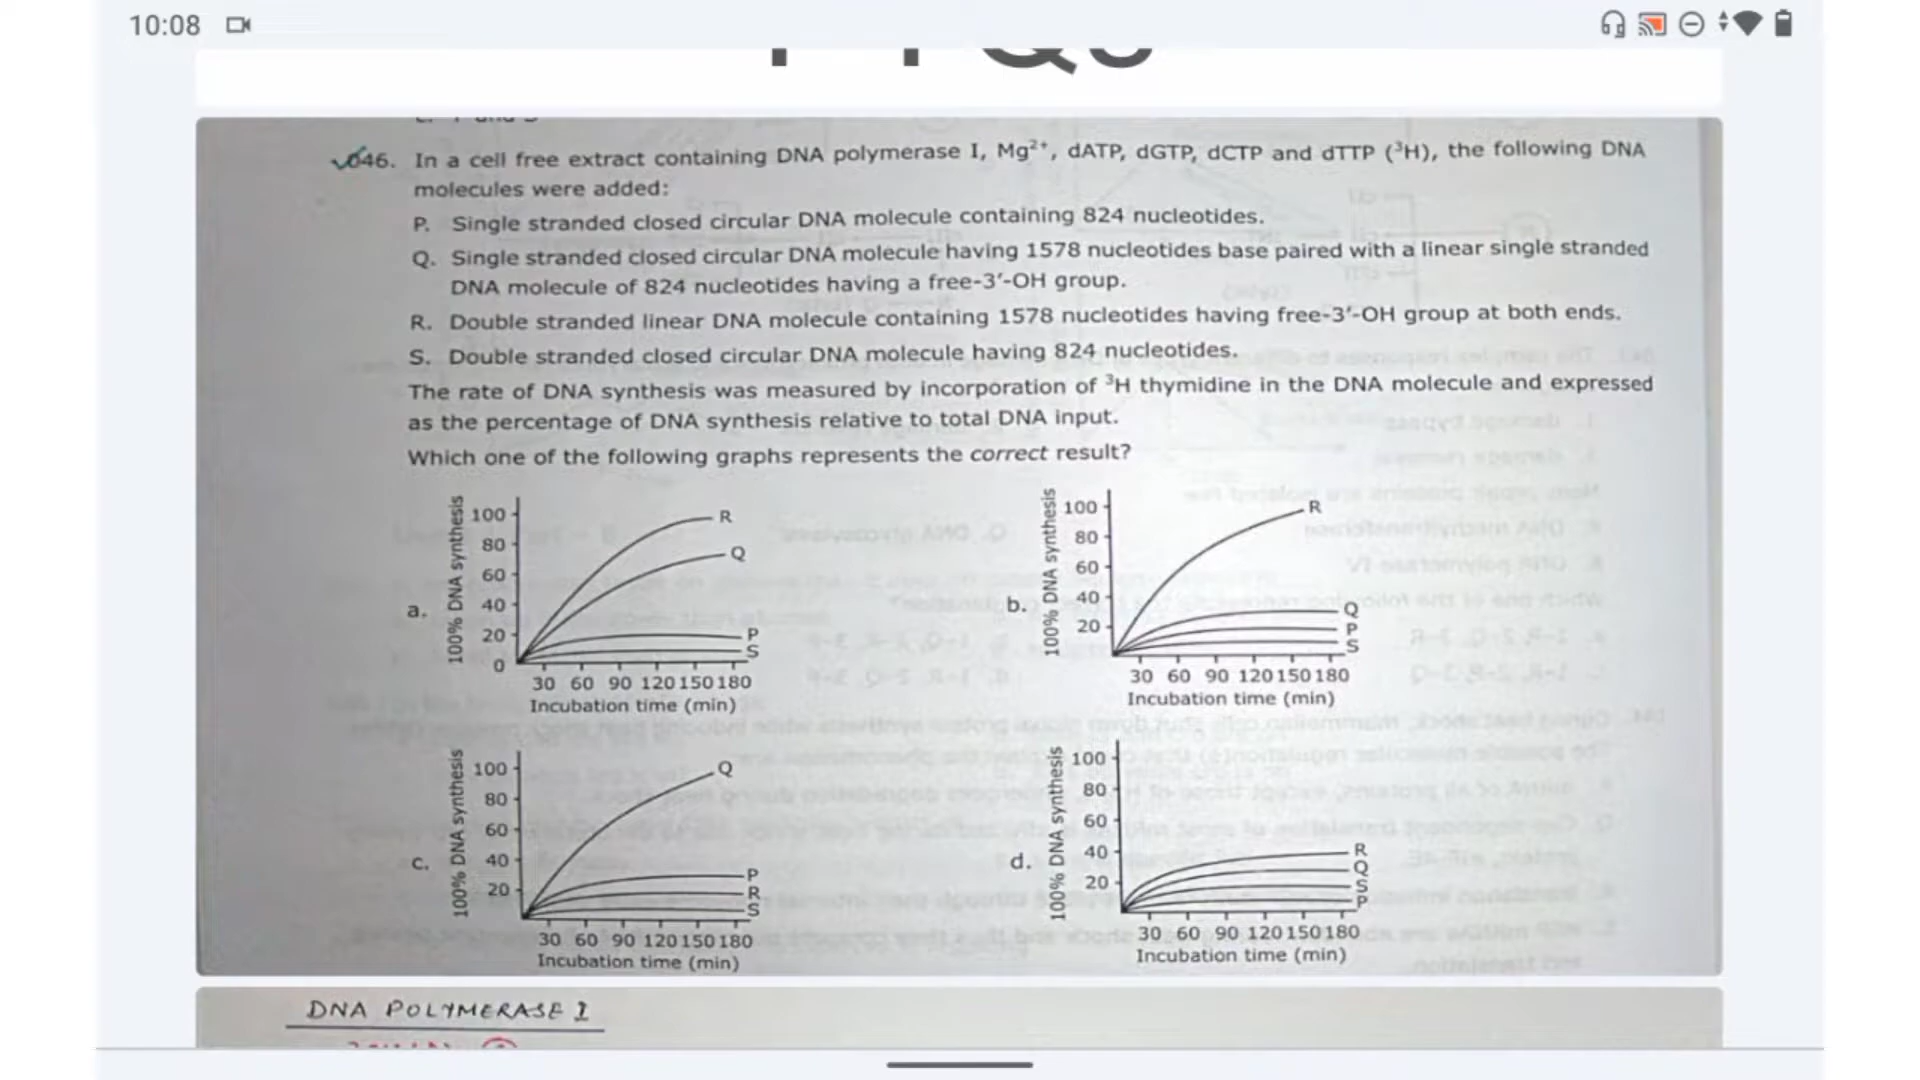 10:08
046. In a cell free extract containing DNA polymerase I, Mg²⁺, dATP, dGTP, dCTP and dTTP (³H), the following DNA
molecules were added:
P. Single stranded closed circular DNA molecule containing 824 nucleotides.
Q. Single stranded closed circular DNA molecule having 1578 nucleotides base paired with a linear single stranded
DNA molecule of 824 nucleotides having a free-3′-OH group.
R. Double stranded linear DNA molecule containing 1578 nucleotides having free-3′-OH group at both ends.
S. Double stranded closed circular DNA molecule having 824 nucleotides.
The rate of DNA synthesis was measured by incorporation of ³H thymidine in the DNA molecule and expressed
as the percentage of DNA synthesis relative to total DNA input.
Which one of the following graphs represents the correct result?
a.
100% DNA synthesis
100
80
60
40
20
0
R
Q
P
S
30 60 90 120 150 180
Incubation time (min)
b.
100% DNA synthesis
100
80
60
40
20
R
Q
P
S
30 60 90 120 150 180
Incubation time (min)
c.
100% DNA synthesis
100
80
60
40
20
Q
P
R
S
30 60 90 120 150 180
Incubation time (min)
d.
100% DNA synthesis
100
80
60
40
20
R
Q
S
P
30 60 90 120 150 180
Incubation time (min)
DNA POLYMERASE I